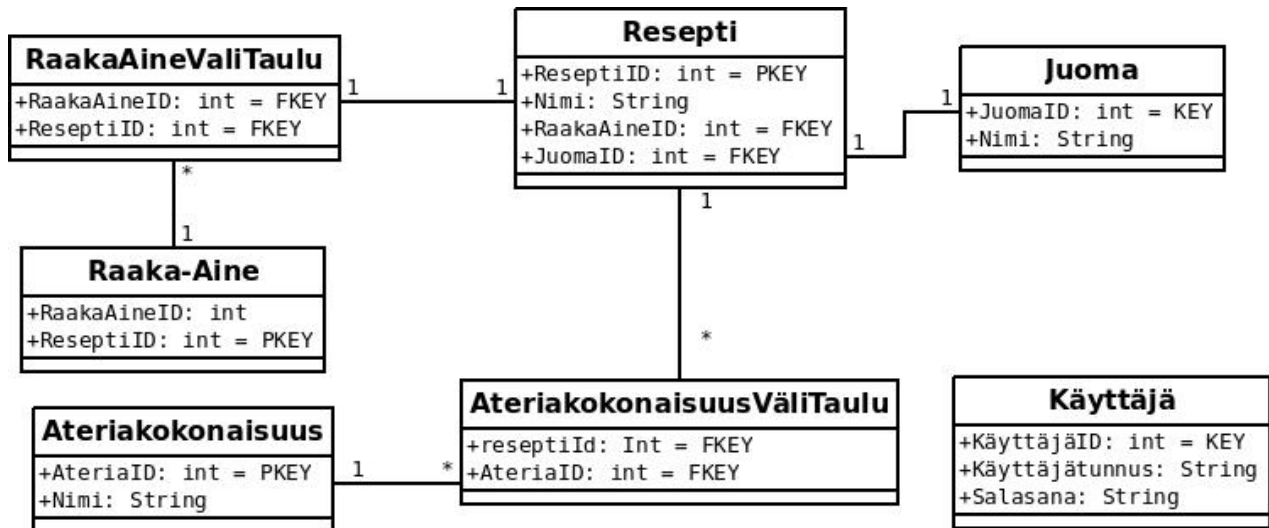 RaakaAineValiTaulu
+RaakaAineID: int = FKEY
+ReseptiID: int = FKEY
1
1
Resepti
+ReseptiID: int = PKEY
+Nimi: String
+RaakaAineID: int = FKEY
+JuomaID: int = FKEY
1
1
Juoma
+JuomaID: int = KEY
+Nimi: String
*
1
Raaka-Aine
+RaakaAineID: int
+ReseptiID: int = PKEY
1
*
Ateriakokonaisuus
+AteriaID: int = PKEY
+Nimi: String
1
*
AteriakokonaisuusVäliTaulu
+reseptiId: Int = FKEY
+AteriaID: int = FKEY
Käyttäjä
+KäyttäjäID: int = KEY
+Käyttäjätunnus: String
+Salasana: String